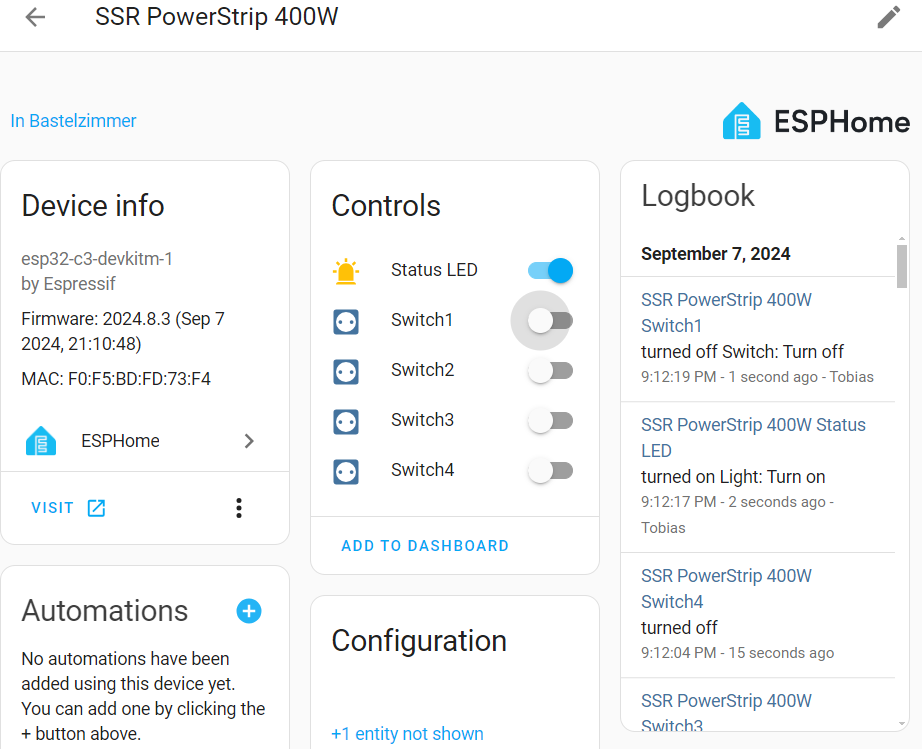 SSR PowerStrip 400W
In Bastelzimmer
ESPHome
Device info
esp32-c3-devkitm-1
by Espressif
Firmware: 2024.8.3 (Sep 7
2024, 21:10:48)
MAC: F0:F5:BD:FD:73:F4
ESPHome
VISIT
Automations
No automations have been
added using this device yet.
You can add one by clicking the
+ button above.
Controls
Status LED
Switch1
Switch2
Switch3
Switch4
ADD TO DASHBOARD
Configuration
+1 entity not shown
Logbook
September 7, 2024
SSR PowerStrip 400W
Switch1
turned off Switch: Turn off
9:12:19 PM - 1 second ago - Tobias
SSR PowerStrip 400W Status
LED
turned on Light: Turn on
9:12:17 PM - 2 seconds ago -
Tobias
SSR PowerStrip 400W
Switch4
turned off
9:12:04 PM - 15 seconds ago
SSR PowerStrip 400W
Switch3